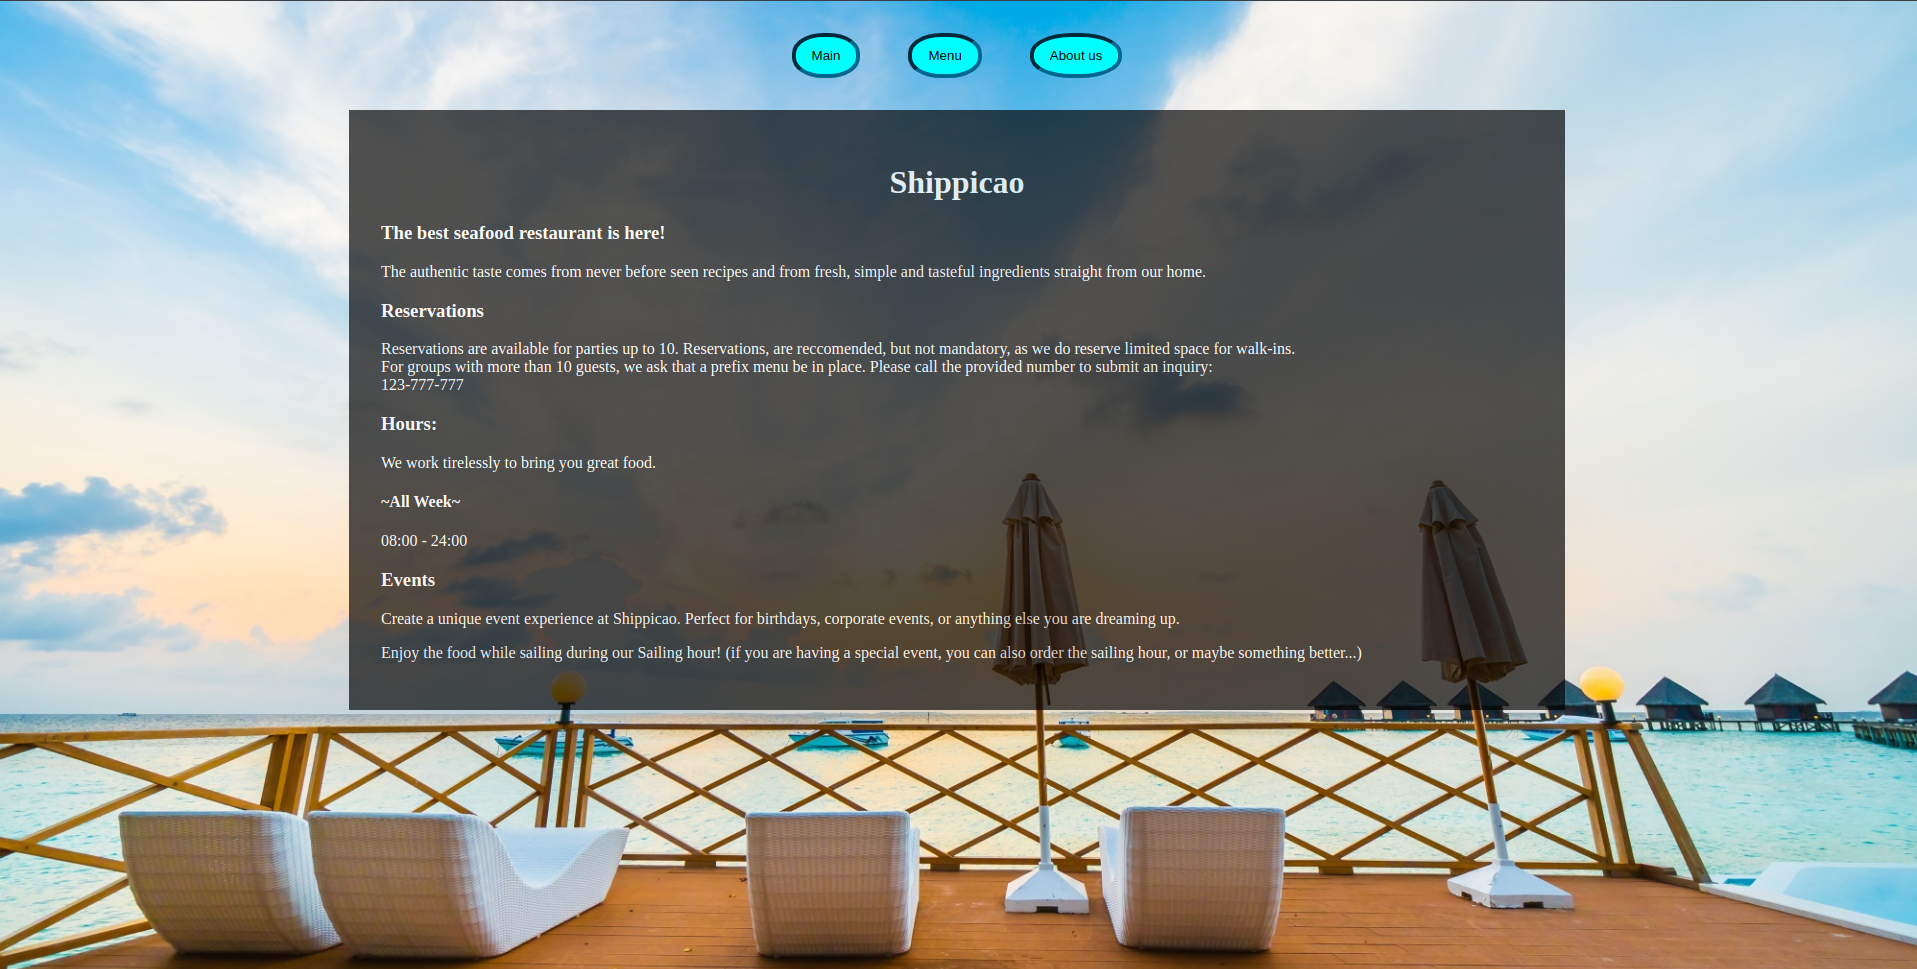 Main
Menu
About us
Shippicao
The best seafood restaurant is here!
The authentic taste comes from never before seen recipes and from fresh, simple and tasteful ingredients straight from our home.
Reservations
Reservations are available for parties up to 10. Reservations, are reccomended, but not mandatory, as we do reserve limited space for walk-ins.
For groups with more than 10 guests, we ask that a prefix menu be in place. Please call the provided number to submit an inquiry:
123-777-777
Hours:
We work tirelessly to bring you great food.
~All Week~
08:00 - 24:00
Events
Create a unique event experience at Shippicao. Perfect for birthdays, corporate events, or anything else you are dreaming up.
Enjoy the food while sailing during our Sailing hour! (if you are having a special event, you can also order the sailing hour, or maybe something better...)